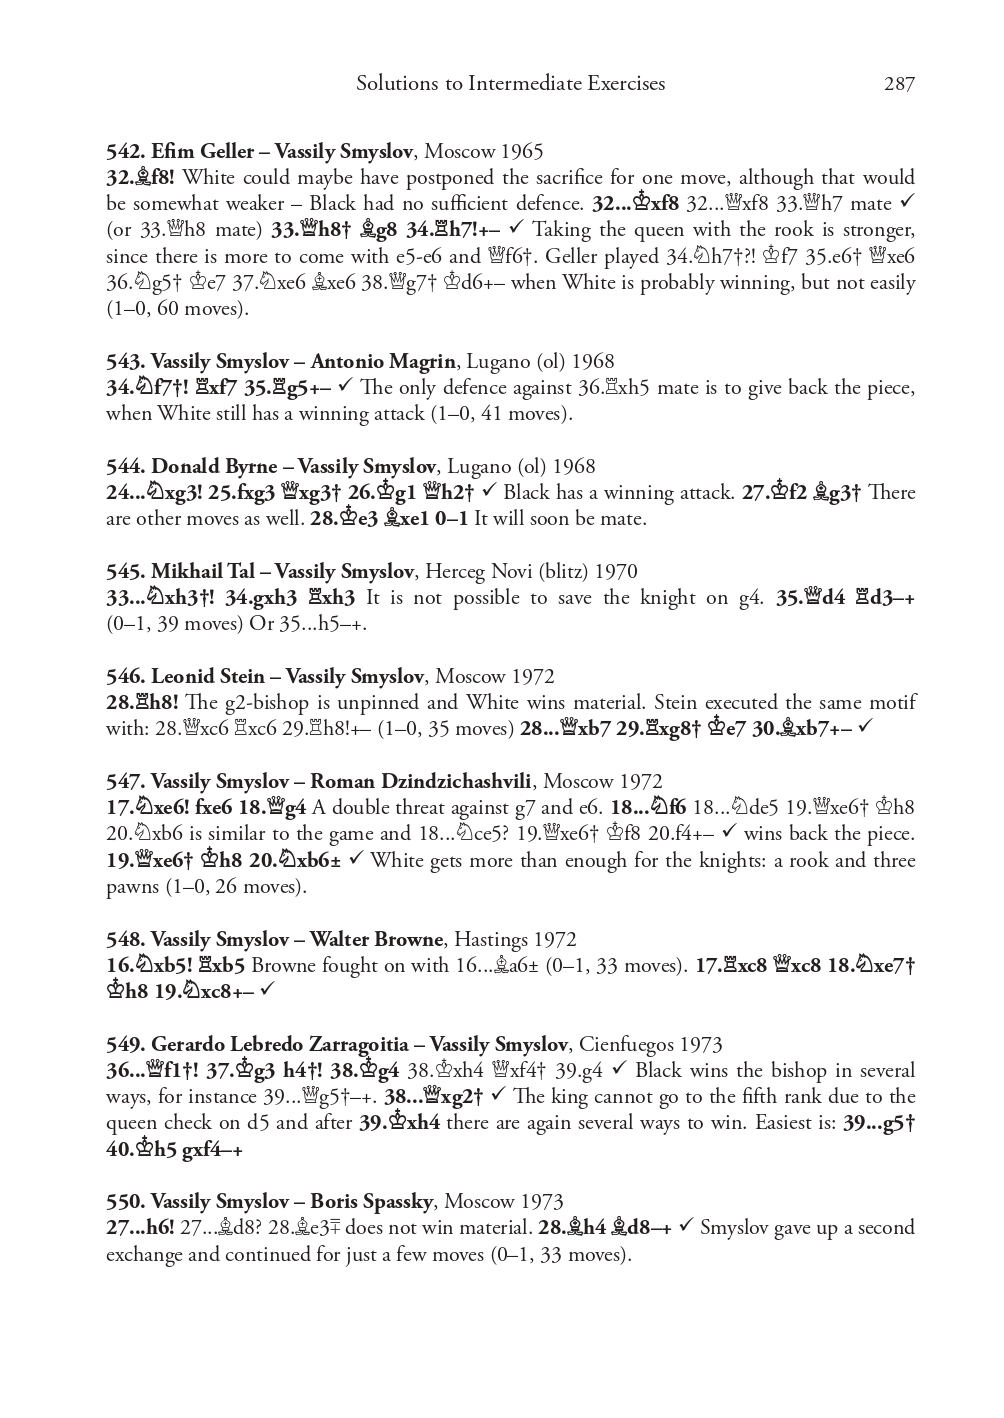 Solutions to Intermediate Exercises 287
542. Efim Geller – Vassily Smyslov, Moscow 1965
32.♗f8! White could maybe have postponed the sacrifice for one move, although that would
be somewhat weaker – Black had no sufficient defence. 32...♔xf8 32...♕xf8 33.♕h7 mate ✓
(or 33.♕h8 mate) 33.♕h8† ♗g8 34.♖h7!+– ✓ Taking the queen with the rook is stronger,
since there is more to come with e5-e6 and ♕f6†. Geller played 34.♘h7†?! ♔f7 35.e6† ♕xe6
36.♘g5† ♔e7 37.♘xe6 ♗xe6 38.♕g7† ♔d6+– when White is probably winning, but not easily
(1–0, 60 moves).
543. Vassily Smyslov – Antonio Magrin, Lugano (ol) 1968
34.♘f7†! ♖xf7 35.♖g5+– ✓ The only defence against 36.♖xh5 mate is to give back the piece,
when White still has a winning attack (1–0, 41 moves).
544. Donald Byrne – Vassily Smyslov, Lugano (ol) 1968
24...♘xg3! 25.fxg3 ♕xg3† 26.♔g1 ♕h2† ✓ Black has a winning attack. 27.♔f2 ♗g3† There
are other moves as well. 28.♔e3 ♗xe1 0–1 It will soon be mate.
545. Mikhail Tal – Vassily Smyslov, Herceg Novi (blitz) 1970
33...♘xh3†! 34.gxh3 ♖xh3 It is not possible to save the knight on g4. 35.♕d4 ♖d3–+
(0–1, 39 moves) Or 35...h5–+.
546. Leonid Stein – Vassily Smyslov, Moscow 1972
28.♖h8! The g2-bishop is unpinned and White wins material. Stein executed the same motif
with: 28.♕xc6 ♖xc6 29.♖h8!+– (1–0, 35 moves) 28...♕xb7 29.♖xg8† ♔e7 30.♗xb7+– ✓
547. Vassily Smyslov – Roman Dzindzichashvili, Moscow 1972
17.♘xe6! fxe6 18.♕g4 A double threat against g7 and e6. 18...♘f6 18...♘de5 19.♕xe6† ♔h8
20.♘xb6 is similar to the game and 18...♘ce5? 19.♕xe6† ♔f8 20.f4+– ✓ wins back the piece.
19.♕xe6† ♔h8 20.♘xb6± ✓ White gets more than enough for the knights: a rook and three
pawns (1–0, 26 moves).
548. Vassily Smyslov – Walter Browne, Hastings 1972
16.♘xb5! ♖xb5 Browne fought on with 16...♗a6± (0–1, 33 moves). 17.♖xc8 ♕xc8 18.♘xe7†
♔h8 19.♘xc8+– ✓
549. Gerardo Lebredo Zarragoitia – Vassily Smyslov, Cienfuegos 1973
36...♕f1†! 37.♔g3 h4†! 38.♔g4 38.♔xh4 ♕xf4† 39.g4 ✓ Black wins the bishop in several
ways, for instance 39...♕g5†–+. 38...♕xg2† ✓ The king cannot go to the fifth rank due to the
queen check on d5 and after 39.♔xh4 there are again several ways to win. Easiest is: 39...g5†
40.♔h5 gxf4–+
550. Vassily Smyslov – Boris Spassky, Moscow 1973
27...h6! 27...♗d8? 28.♗e3∓ does not win material. 28.♗h4 ♗d8–+ ✓ Smyslov gave up a second
exchange and continued for just a few moves (0–1, 33 moves).